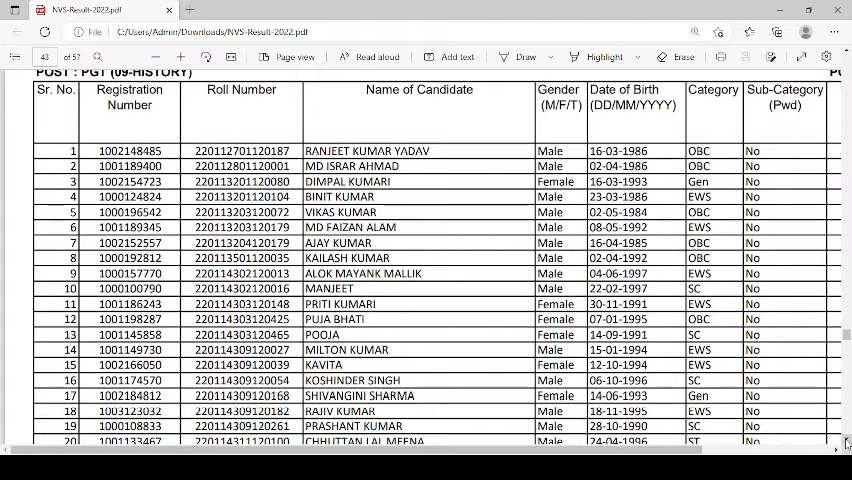 NVS-Result-2022.pdf
File C:/Users/Admin/Downloads/NVS-Result-2022.pdf
43 of 57 Page view Read aloud Add text Draw Highlight Erase
POST : PGT (09-HISTORY)
Sr. No. Registration Number Roll Number Name of Candidate Gender (M/F/T) Date of Birth (DD/MM/YYYY) Category Sub-Category (Pwd)
1 1002148485 220112701120187 RANJEET KUMAR YADAV Male 16-03-1986 OBC No
2 1001189400 220112801120001 MD ISRAR AHMAD Male 02-04-1986 OBC No
3 1002154723 220113201120080 DIMPAL KUMARI Female 16-03-1993 Gen No
4 1000124824 220113201120104 BINIT KUMAR Male 23-03-1986 EWS No
5 1000196542 220113203120072 VIKAS KUMAR Male 02-05-1984 OBC No
6 1001189345 220113203120179 MD FAIZAN ALAM Male 08-05-1992 EWS No
7 1002152557 220113204120179 AJAY KUMAR Male 16-04-1985 OBC No
8 1000192812 220113501120035 KAILASH KUMAR Male 02-04-1992 OBC No
9 1000157770 220114302120013 ALOK MAYANK MALLIK Male 04-06-1997 EWS No
10 1000100790 220114302120016 MANJEET Male 22-02-1997 SC No
11 1001186243 220114303120148 PRITI KUMARI Female 30-11-1991 EWS No
12 1001198287 220114303120425 PUJA BHATI Female 07-01-1995 OBC No
13 1001145858 220114303120465 POOJA Female 14-09-1991 SC No
14 1001149730 220114309120027 MILTON KUMAR Male 15-01-1994 EWS No
15 1002166050 220114309120039 KAVITA Female 12-10-1994 EWS No
16 1001174570 220114309120054 KOSHINDER SINGH Male 06-10-1996 SC No
17 1002184812 220114309120168 SHIVANGINI SHARMA Female 14-06-1993 Gen No
18 1003123032 220114309120182 RAJIV KUMAR Male 18-11-1995 EWS No
19 1000108833 220114309120261 PRASHANT KUMAR Male 28-10-1990 SC No
20 1001133467 220114311120100 CHHUTTAN LAL MEENA Male 24-04-1996 ST No